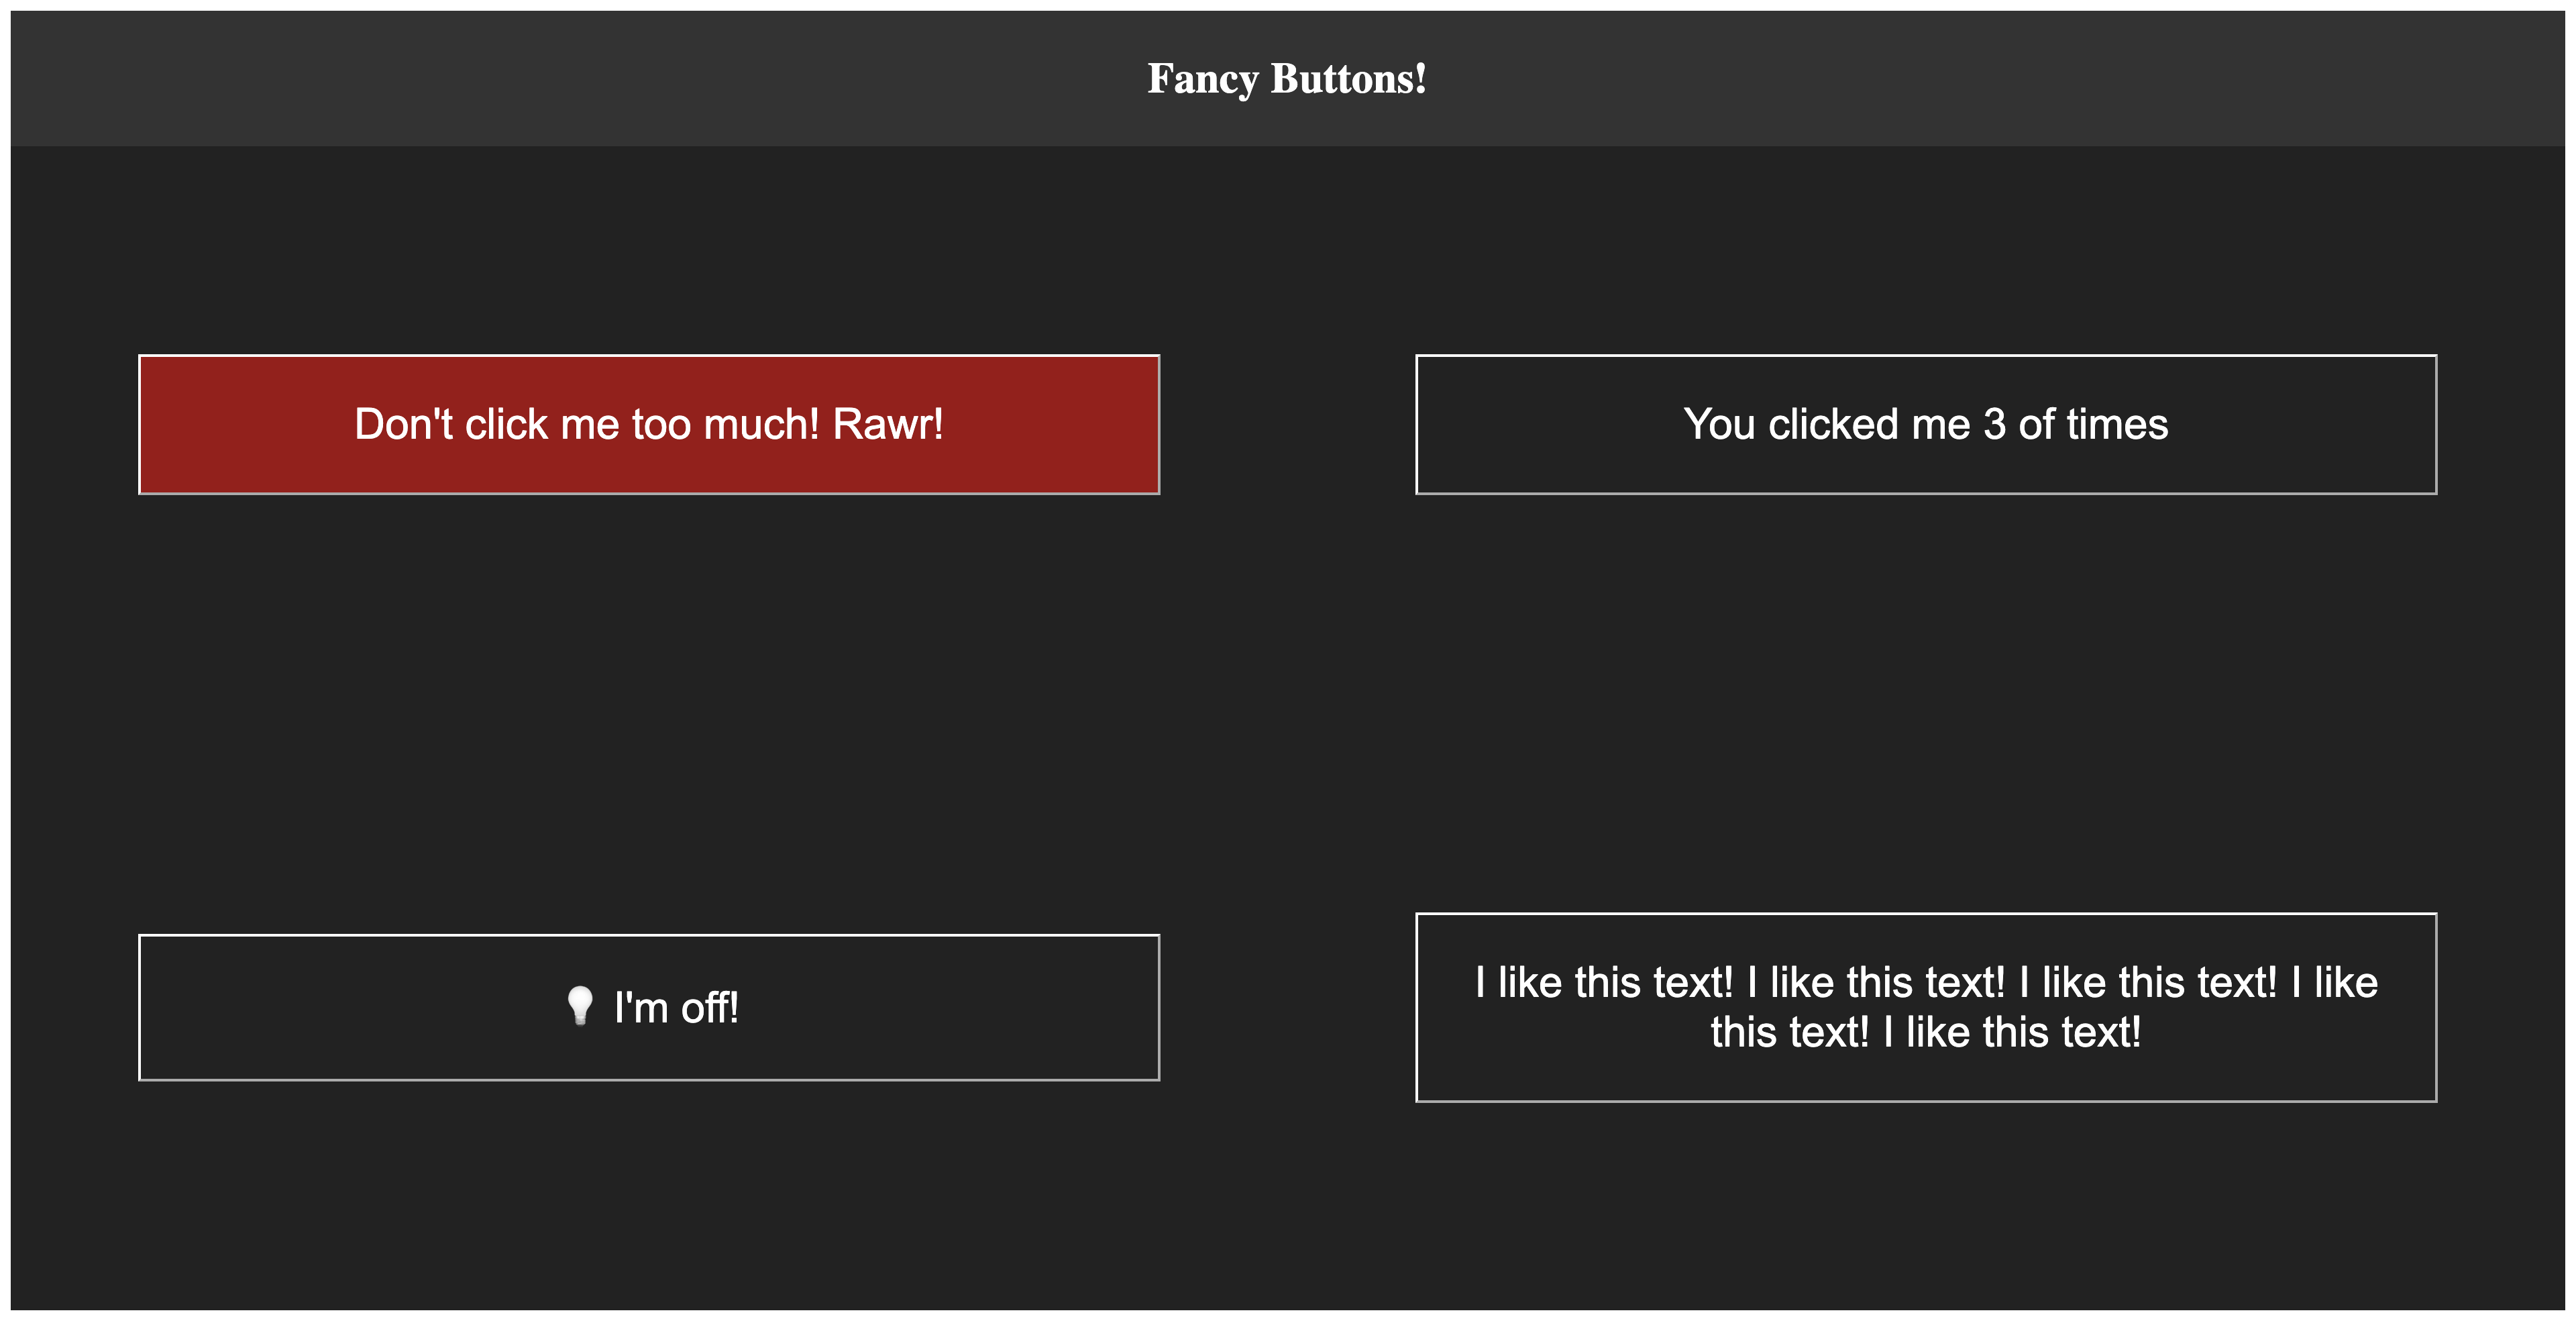 Fancy Buttons!
Don't click me too much! Rawr!
You clicked me 3 of times
💡 I'm off!
I like this text! I like this text! I like this text! I like
this text! I like this text!